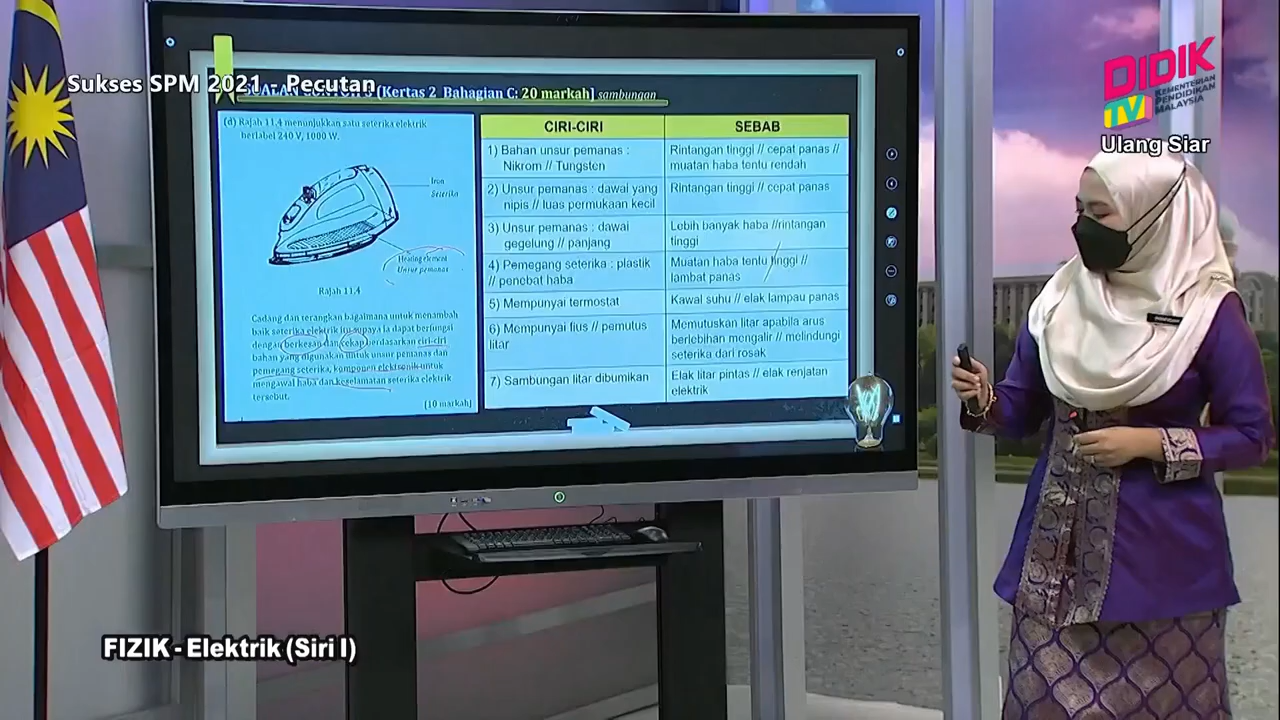 Sukses SPM 2021 - Pecutan
(Kertas 2 Bahagian C: 20 markah] sambungan
(d) Rajah 11.4 menunjukkan satu seterika elektrik
berlabel 240 V, 1000 W.
Iron
Seterika
Heating element
Unsur pemanas
Rajah 11.4
Cadang dan terangkan bagaimana untuk menambah
baik seterika elektrik itu supaya ia dapat berfungsi
dengan berkesan dan cekap berdasarkan ciri-ciri
bahan yang digunakan untuk unsur pemanas dan
pemegang seterika, komponen elektronik untuk
mengawal haba dan keselamatan seterika elektrik
tersebut.
[10 markah]
CIRI-CIRI
SEBAB
1) Bahan unsur pemanas :
Nikrom // Tungsten
Rintangan tinggi // cepat panas //
muatan haba tentu rendah
2) Unsur pemanas : dawai yang
nipis // luas permukaan kecil
Rintangan tinggi // cepat panas
3) Unsur pemanas : dawai
gegelung // panjang
Lebih banyak haba //rintangan
tinggi
4) Pemegang seterika : plastik
// penebat haba
Muatan haba tentu tinggi //
lambat panas
5) Mempunyai termostat
Kawal suhu // elak lampau panas
6) Mempunyai fius // pemutus
litar
Memutuskan litar apabila arus
berlebihan mengalir // melindungi
seterika dari rosak
7) Sambungan litar dibumikan
Elak litar pintas // elak renjatan
elektrik
DIDIK
TV
KEMENTERIAN
PENDIDIKAN
MALAYSIA
Ulang Siar
FIZIK - Elektrik (Siri I)